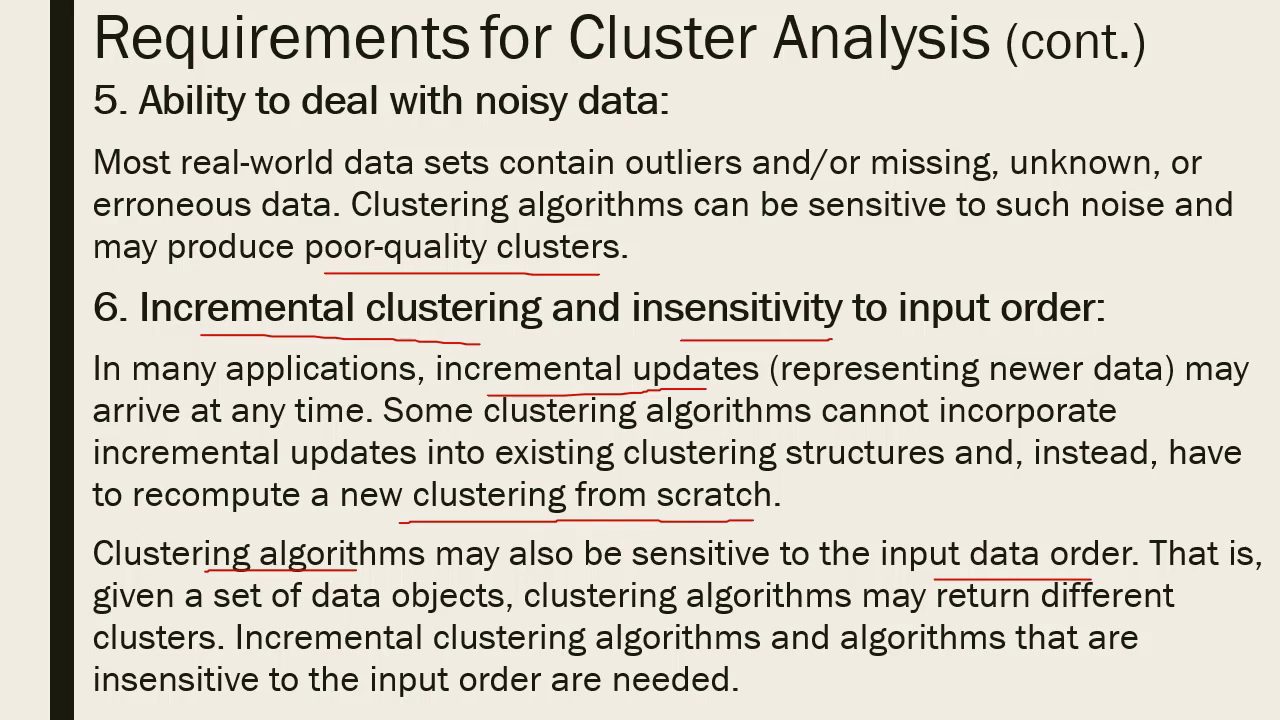 Requirements for Cluster Analysis (cont.)
5. Ability to deal with noisy data:
Most real-world data sets contain outliers and/or missing, unknown, or
erroneous data. Clustering algorithms can be sensitive to such noise and
may produce poor-quality clusters.
6. Incremental clustering and insensitivity to input order:
In many applications, incremental updates (representing newer data) may
arrive at any time. Some clustering algorithms cannot incorporate
incremental updates into existing clustering structures and, instead, have
to recompute a new clustering from scratch.
Clustering algorithms may also be sensitive to the input data order. That is,
given a set of data objects, clustering algorithms may return different
clusters. Incremental clustering algorithms and algorithms that are
insensitive to the input order are needed.